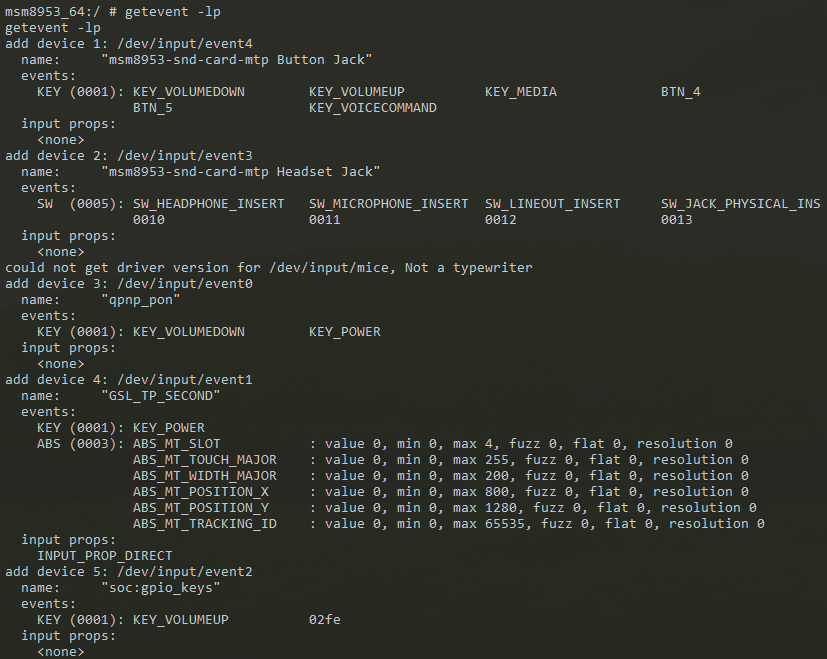 msm8953_64:/ # getevent -lp
getevent -lp
add device 1: /dev/input/event4
  name:     "msm8953-snd-card-mtp Button Jack"
  events:
    KEY (0001): KEY_VOLUMEDOWN        KEY_VOLUMEUP          KEY_MEDIA             BTN_4
                BTN_5                 KEY_VOICECOMMAND
  input props:
    <none>
add device 2: /dev/input/event3
  name:     "msm8953-snd-card-mtp Headset Jack"
  events:
    SW  (0005): SW_HEADPHONE_INSERT   SW_MICROPHONE_INSERT  SW_LINEOUT_INSERT     SW_JACK_PHYSICAL_INS
                0010                  0011                  0012                  0013
  input props:
    <none>
could not get driver version for /dev/input/mice, Not a typewriter
add device 3: /dev/input/event0
  name:     "qpnp_pon"
  events:
    KEY (0001): KEY_VOLUMEDOWN        KEY_POWER
  input props:
    <none>
add device 4: /dev/input/event1
  name:     "GSL_TP_SECOND"
  events:
    KEY (0001): KEY_POWER
    ABS (0003): ABS_MT_SLOT           : value 0, min 0, max 4, fuzz 0, flat 0, resolution 0
                ABS_MT_TOUCH_MAJOR    : value 0, min 0, max 255, fuzz 0, flat 0, resolution 0
                ABS_MT_WIDTH_MAJOR    : value 0, min 0, max 200, fuzz 0, flat 0, resolution 0
                ABS_MT_POSITION_X     : value 0, min 0, max 800, fuzz 0, flat 0, resolution 0
                ABS_MT_POSITION_Y     : value 0, min 0, max 1280, fuzz 0, flat 0, resolution 0
                ABS_MT_TRACKING_ID    : value 0, min 0, max 65535, fuzz 0, flat 0, resolution 0
  input props:
    INPUT_PROP_DIRECT
add device 5: /dev/input/event2
  name:     "soc:gpio_keys"
  events:
    KEY (0001): KEY_VOLUMEUP          02fe
  input props:
    <none>